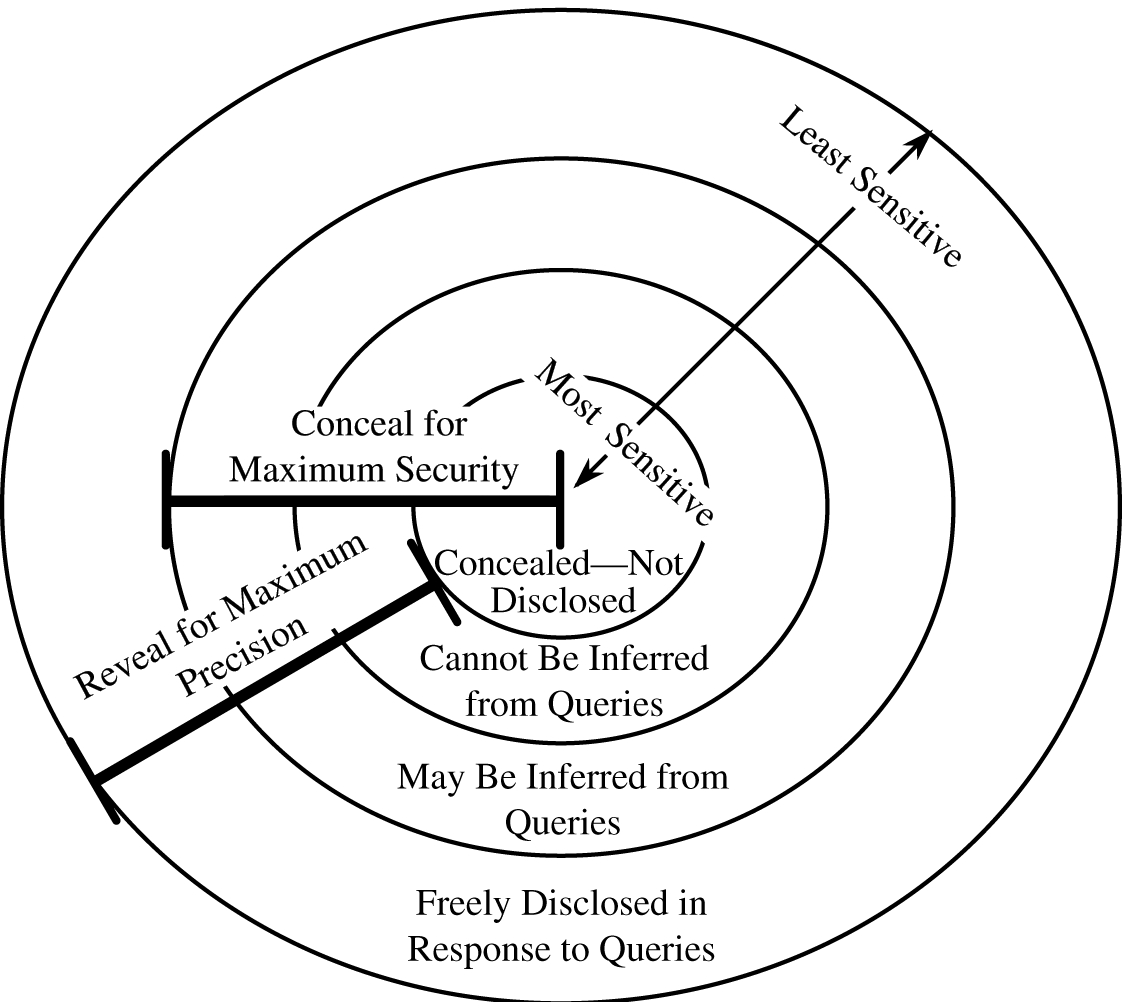 Least Sensitive
Most Sensitive
Conceal for
Maximum Security
Reveal for Maximum
Precision
Concealed—Not
Disclosed
Cannot Be Inferred
from Queries
May Be Inferred from
Queries
Freely Disclosed in
Response to Queries